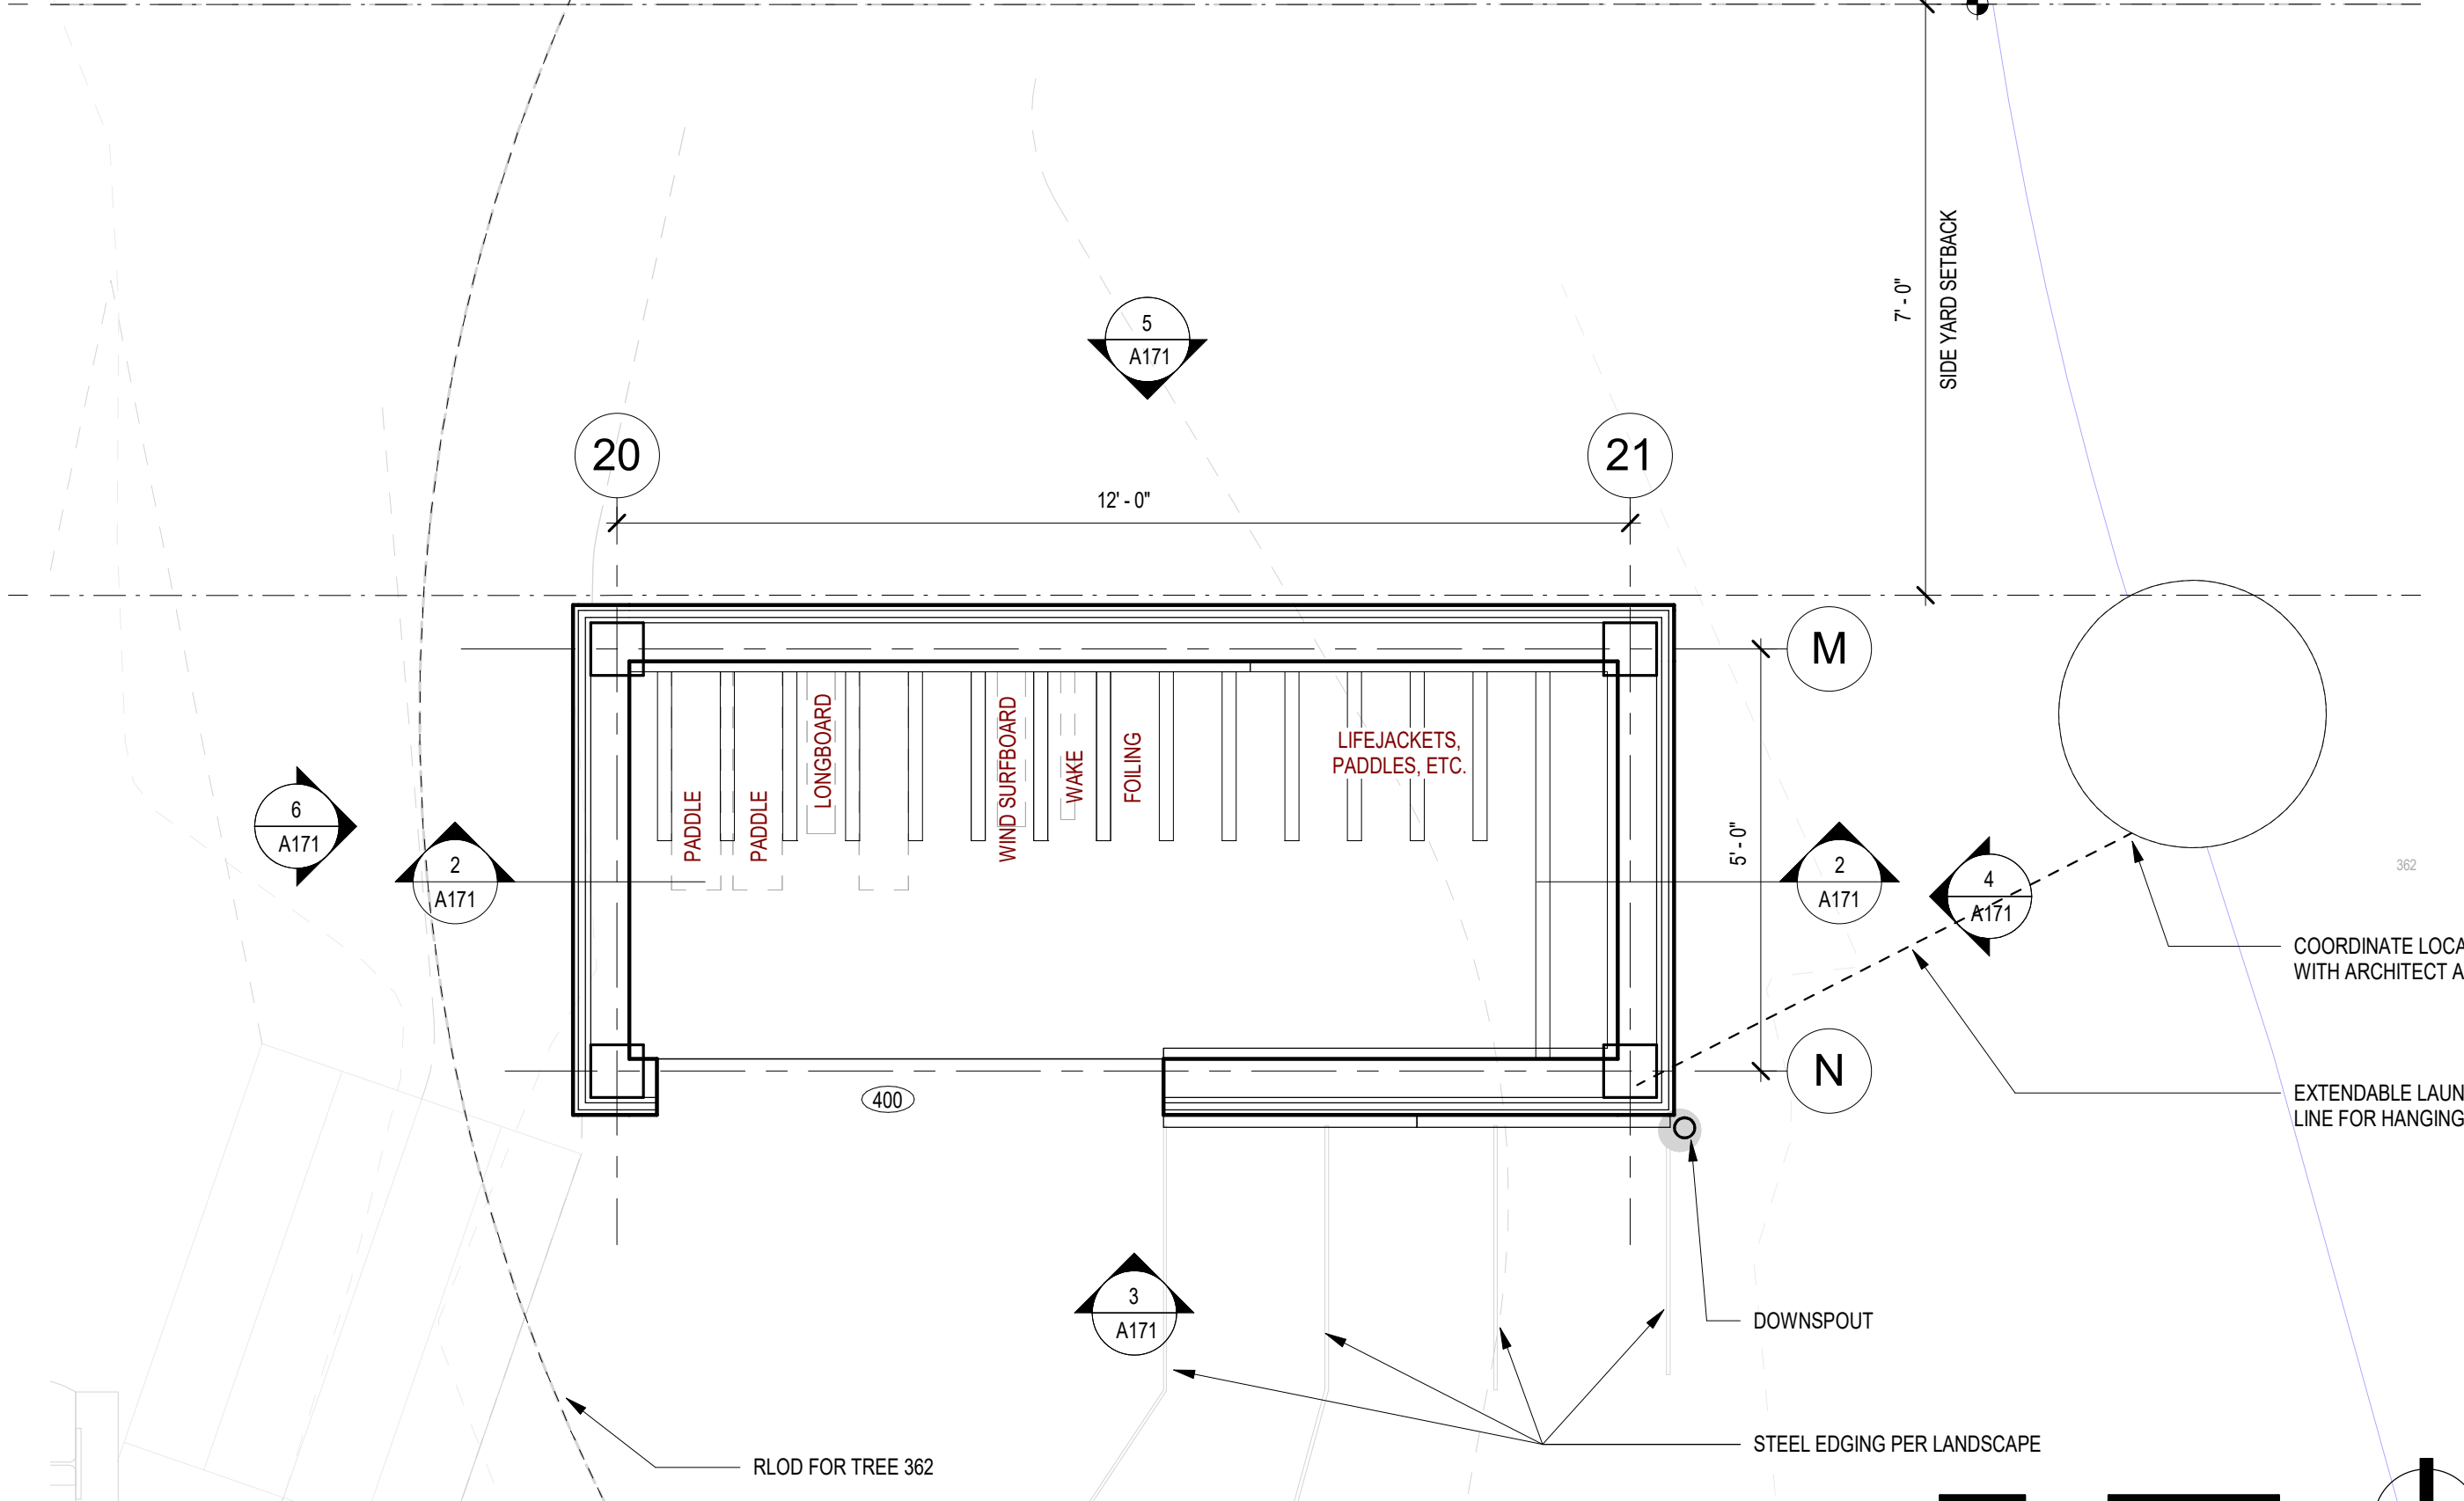 7' - 0"
SIDE YARD SETBACK
5
A171
20
21
12' - 0"
M
PADDLE
PADDLE
LONGBOARD
WIND SURFBOARD
WAKE
FOILING
LIFEJACKETS,
PADDLES, ETC.
6
A171
2
A171
5' - 0"
2
A171
4
A171
362
COORDINATE LOCA
WITH ARCHITECT A
N
400
EXTENDABLE LAUN
LINE FOR HANGING
3
A171
DOWNSPOUT
STEEL EDGING PER LANDSCAPE
RLOD FOR TREE 362